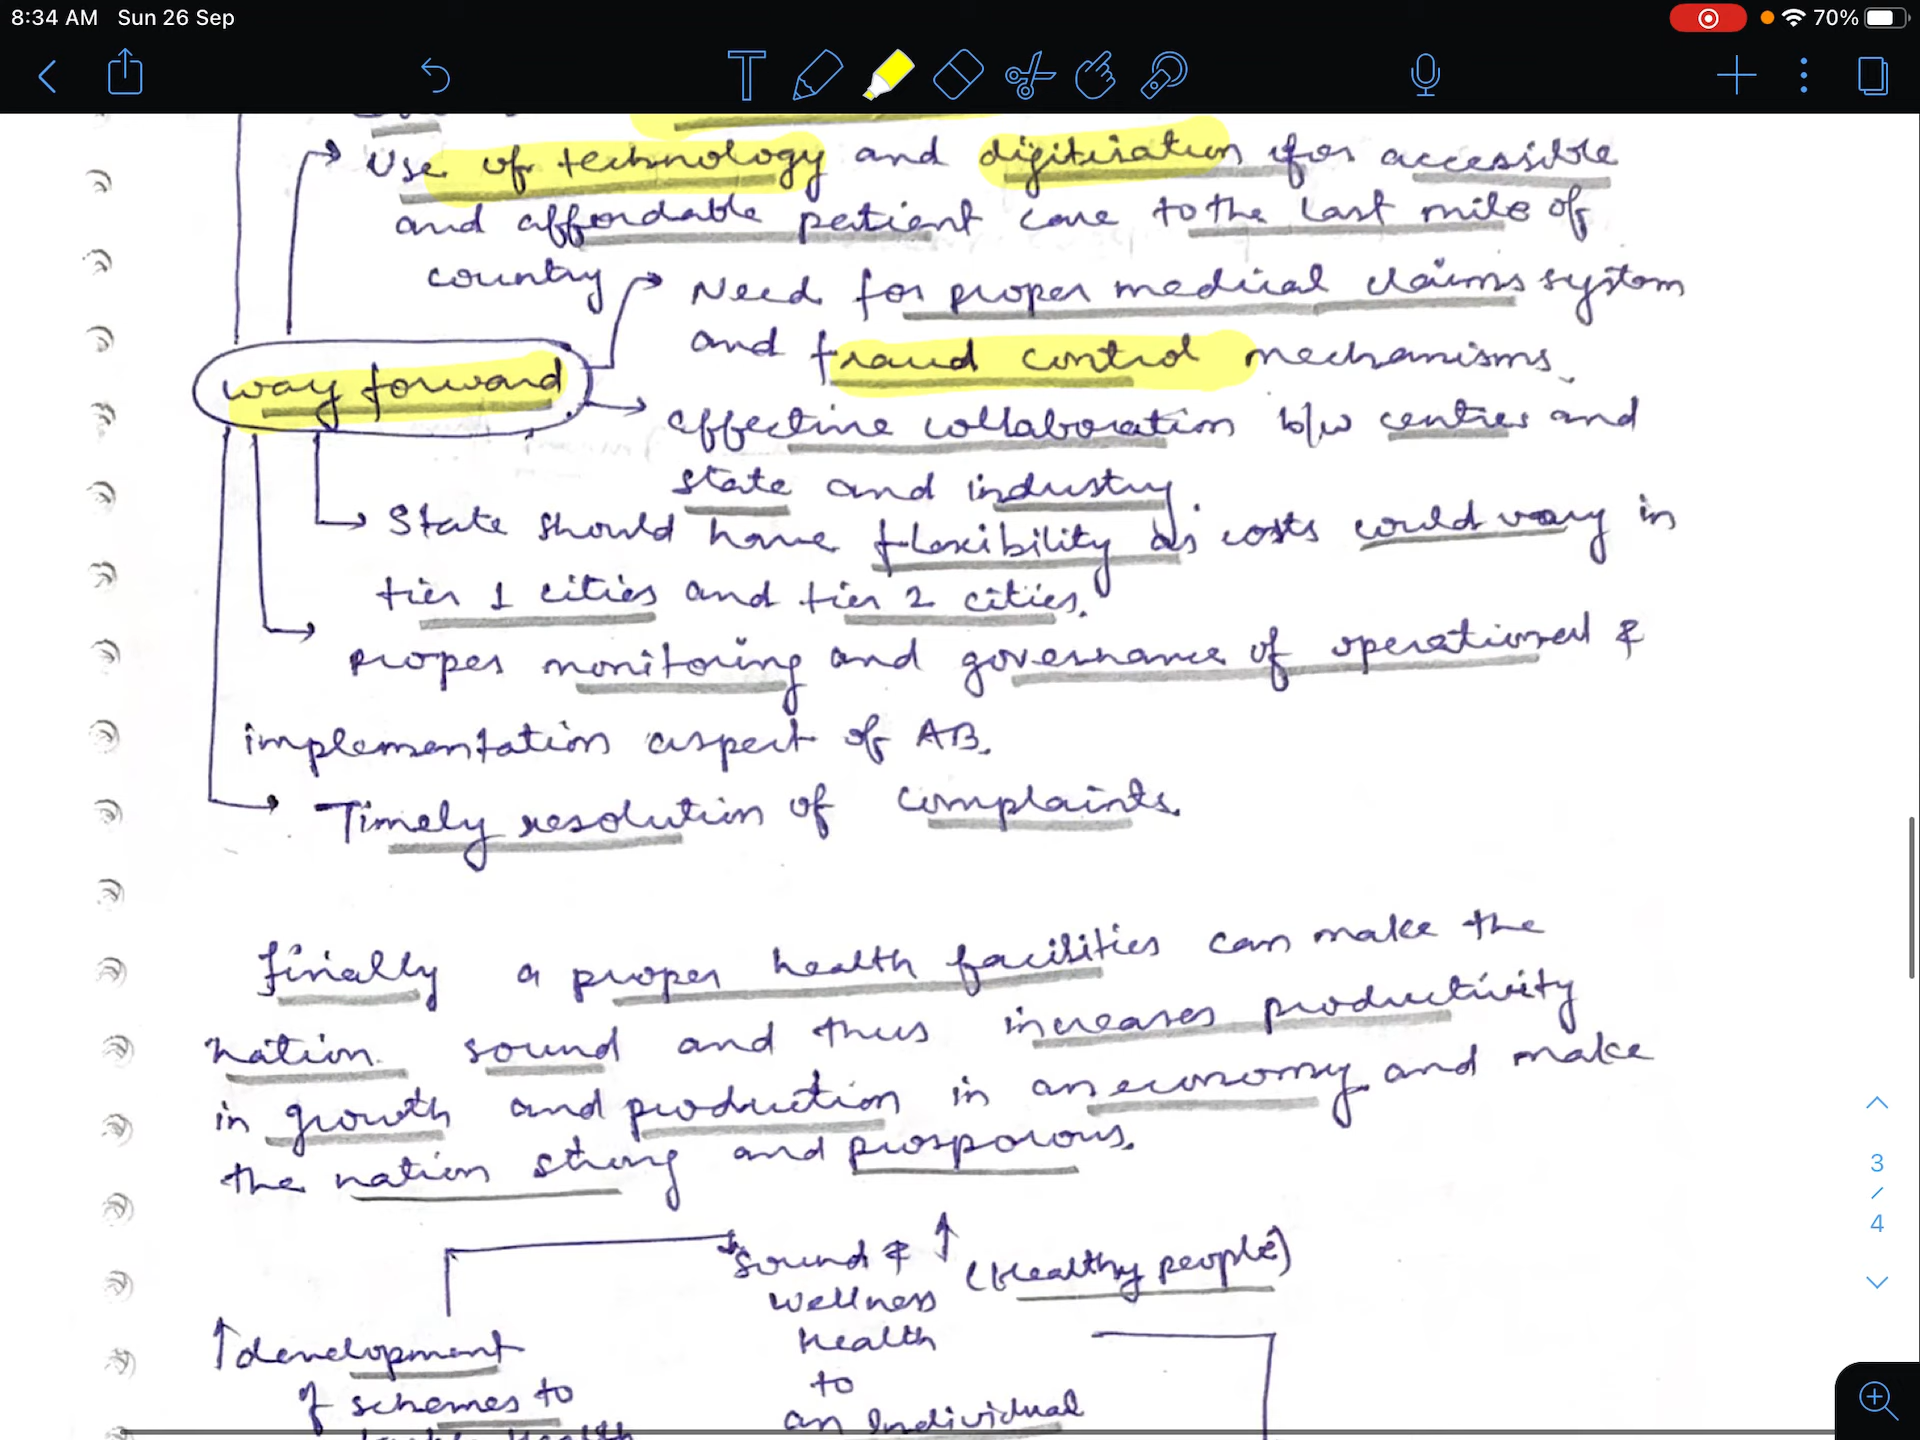 8:34 AM Sun 26 Sep
70%
Use of technology and digitisation for accessible
and affordable patient care to the last mile of
country
Need for proper medical claims system
and fraud control mechanisms.
way forward
effective collaboration b/w centres and
state and industry.
State should have flexibility as costs could vary in
tier 1 cities and tier 2 cities.
proper monitoring and governance of operational &
implementation aspect of AB.
Timely resolution of complaints.
finally a proper health facilities can make the
nation sound and thus increases productivity
in growth and production in an economy and make
the nation strong and prosporous.
3
/
4
Sound & ↑ (Healthy people)
wellness
Health
to
an Individual
↑ development
of schemes to